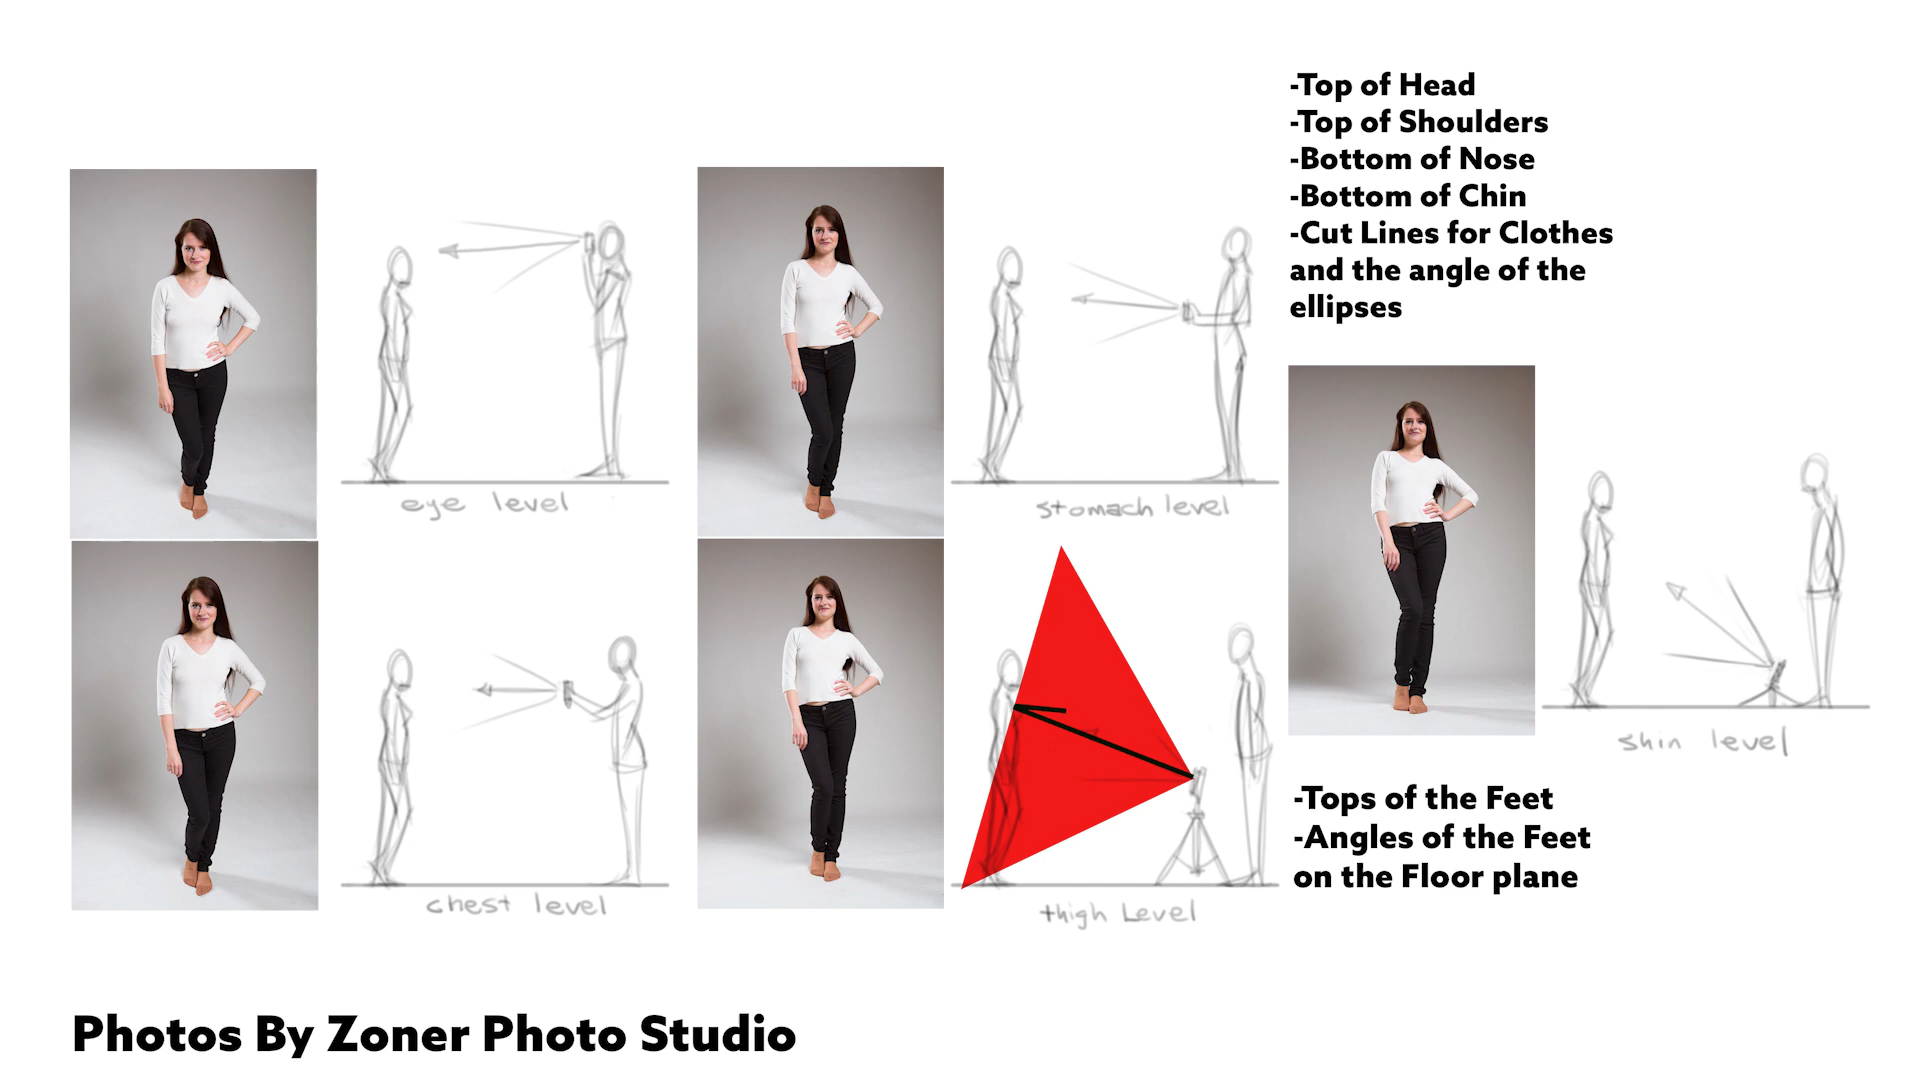 -Top of Head
-Top of Shoulders
-Bottom of Nose
-Bottom of Chin
-Cut Lines for Clothes
and the angle of the
ellipses
eye level
stomach level
chest level
thigh Level
shin level
-Tops of the Feet
-Angles of the Feet
on the Floor plane
Photos By Zoner Photo Studio